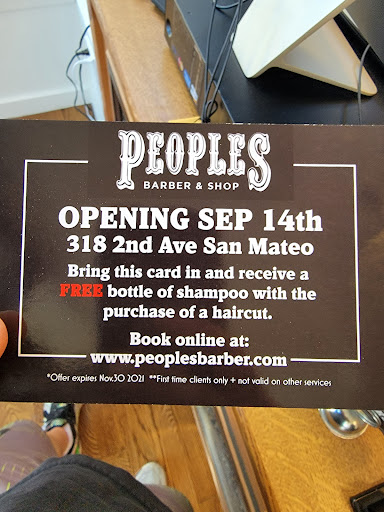 PEOPLES
BARBER & SHOP
OPENING SEP 14th
318 2nd Ave San Mateo
Bring this card in and receive a
FREE bottle of shampoo with the
purchase of a haircut.
Book online at:
www.peoplesbarber.com
*Offer expires Nov.30 2021 **First time clients only + not valid on other services